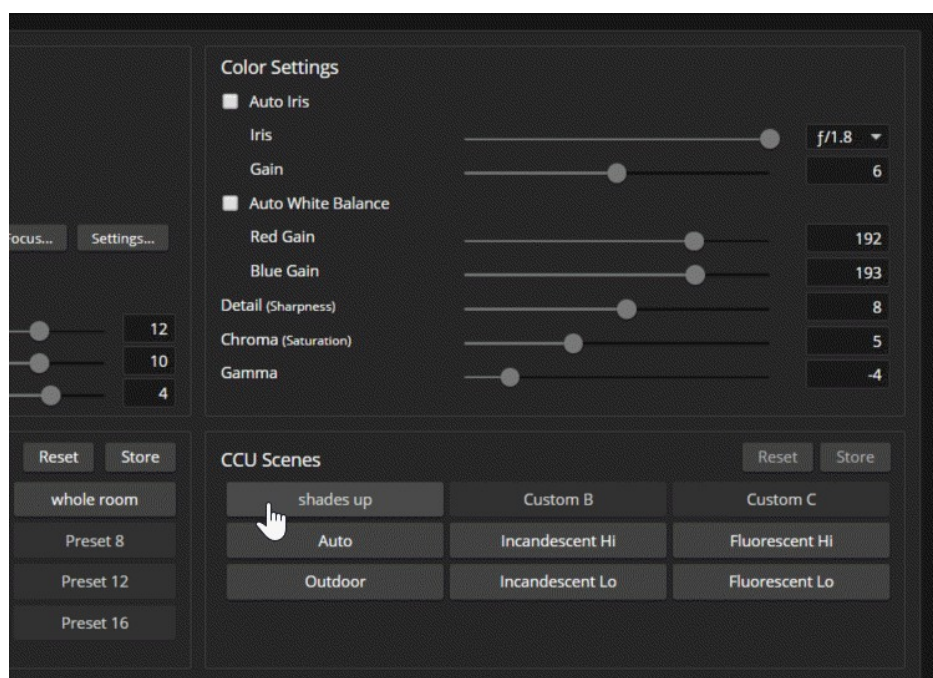 Color Settings
Auto Iris
Iris ƒ/1.8
Gain 6
Auto White Balance
Red Gain 192
Blue Gain 193
Detail (Sharpness) 8
Chroma (Saturation) 5
Gamma -4
ocus... Settings...
12
10
4
Reset Store
whole room
Preset 8
Preset 12
Preset 16
CCU Scenes Reset Store
shades up Custom B Custom C
Auto Incandescent Hi Fluorescent Hi
Outdoor Incandescent Lo Fluorescent Lo